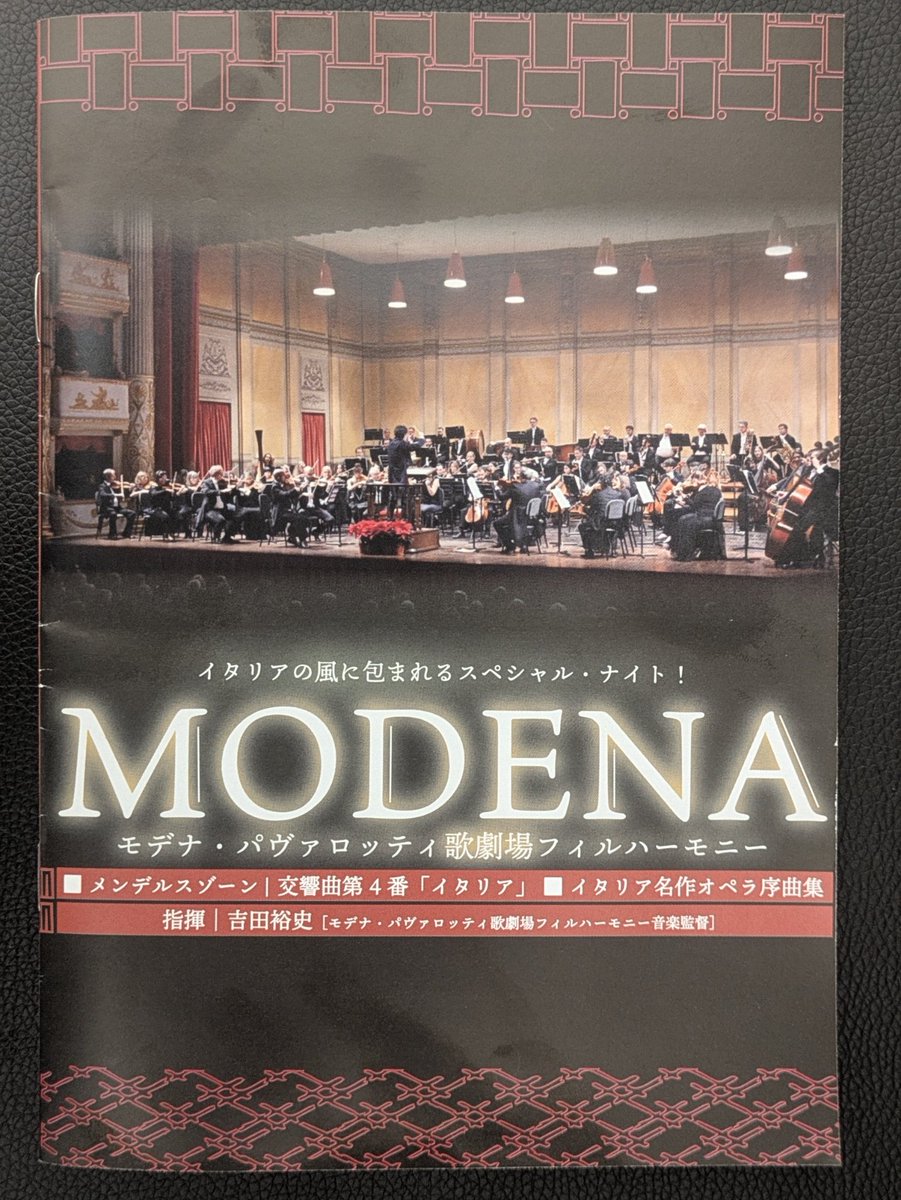 イタリアの風に包まれるスペシャル・ナイト！
MODENA
モデナ・パヴァロッティ歌劇場フィルハーモニー
■ メンデルスゾーン｜交響曲第４番「イタリア」 ■ イタリア名作オペラ序曲集
指揮｜吉田裕史［モデナ・パヴァロッティ歌劇場フィルハーモニー音楽監督］